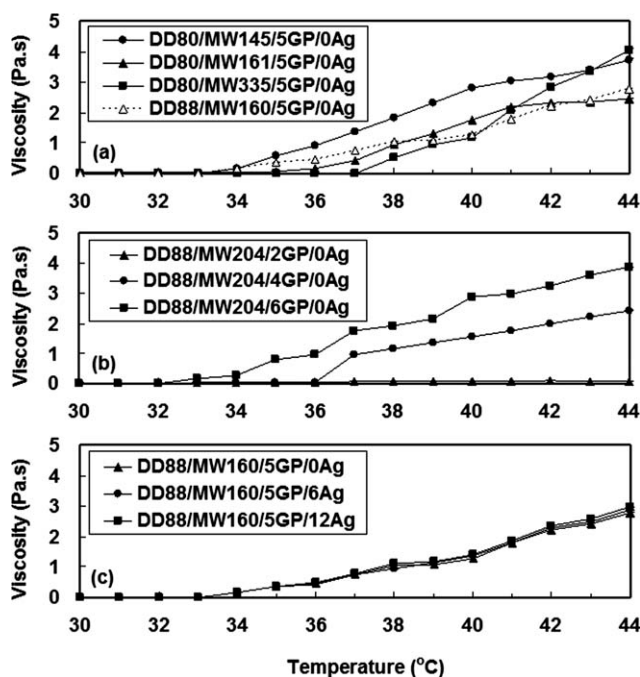 5
4
3
2
1
0
Viscosity (Pa.s)
DD80/MW145/5GP/0Ag
DD80/MW161/5GP/0Ag
DD80/MW335/5GP/0Ag
DD88/MW160/5GP/0Ag
(a)
30 32 34 36 38 40 42 44
5
4
3
2
1
0
Viscosity (Pa.s)
DD88/MW204/2GP/0Ag
DD88/MW204/4GP/0Ag
DD88/MW204/6GP/0Ag
(b)
30 32 34 36 38 40 42 44
5
4
3
2
1
0
Viscosity (Pa.s)
DD88/MW160/5GP/0Ag
DD88/MW160/5GP/6Ag
DD88/MW160/5GP/12Ag
(c)
30 32 34 36 38 40 42 44
Temperature (°C)